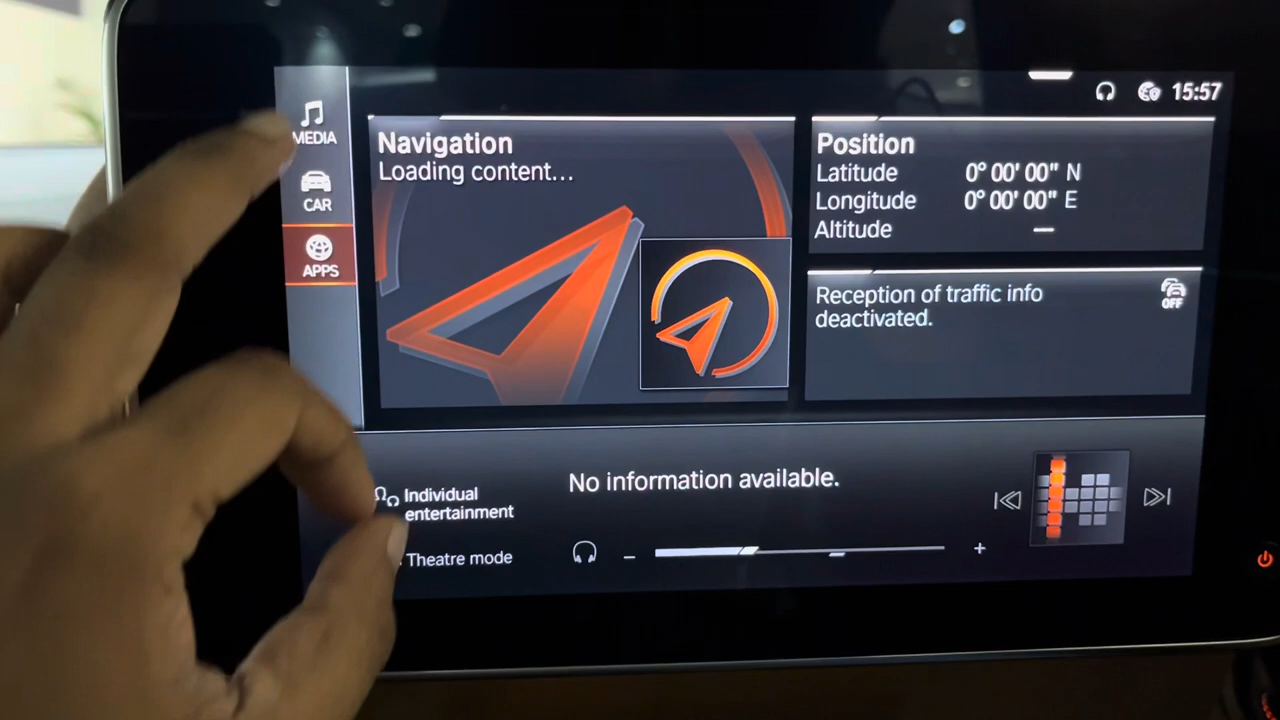 15:57
MEDIA
CAR
APPS
Navigation
Loading content...
Position
Latitude 0° 00' 00" N
Longitude 0° 00' 00" E
Altitude —
Reception of traffic info
deactivated.
OFF
Individual
entertainment
Theatre mode
No information available.
− +